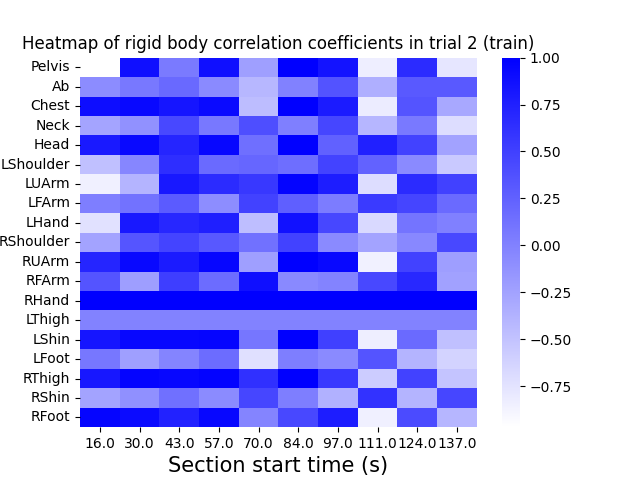 Heatmap of rigid body correlation coefficients in trial 2 (train)
Pelvis
Ab
Chest
Neck
Head
LShoulder
LUArm
LFArm
LHand
RShoulder
RUArm
RFArm
RHand
LThigh
LShin
LFoot
RThigh
RShin
RFoot
16.0 30.0 43.0 57.0 70.0 84.0 97.0 111.0 124.0 137.0
Section start time (s)
1.00
0.75
0.50
0.25
0.00
−0.25
−0.50
−0.75